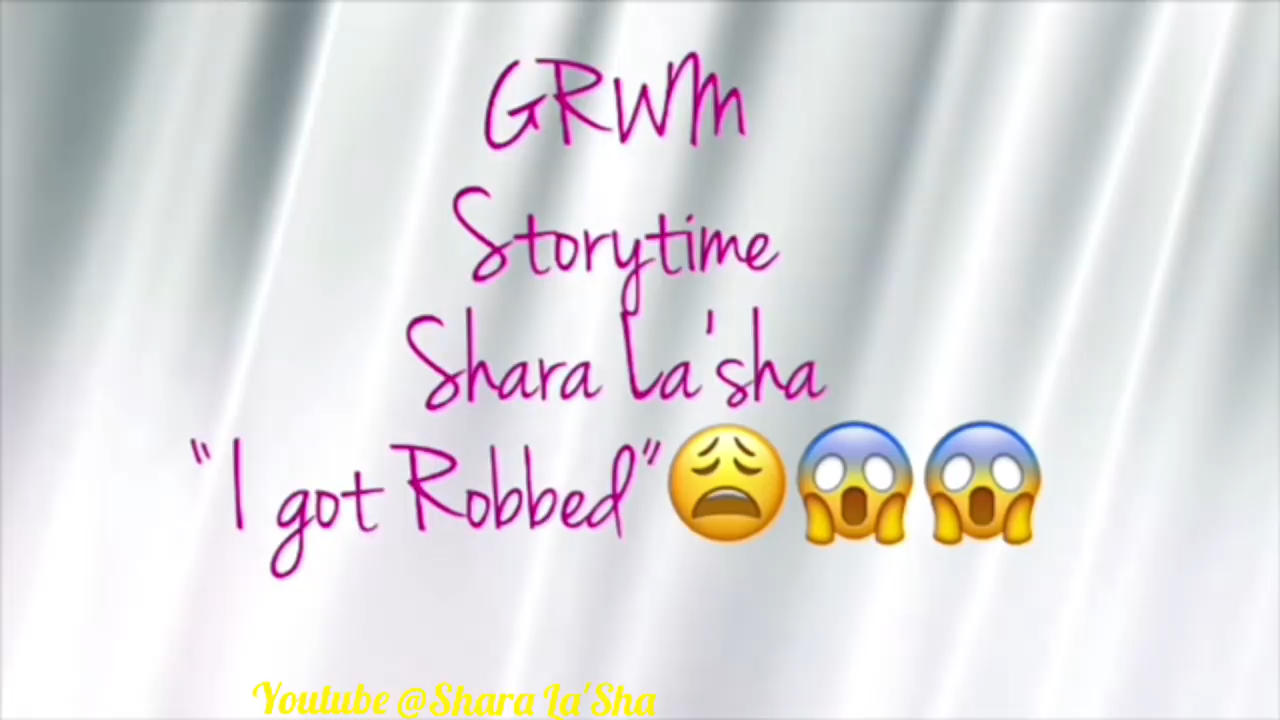 GRWM
Storytime
Shara La'sha
"I got Robbed"😩😱😱
Youtube @Shara La'Sha